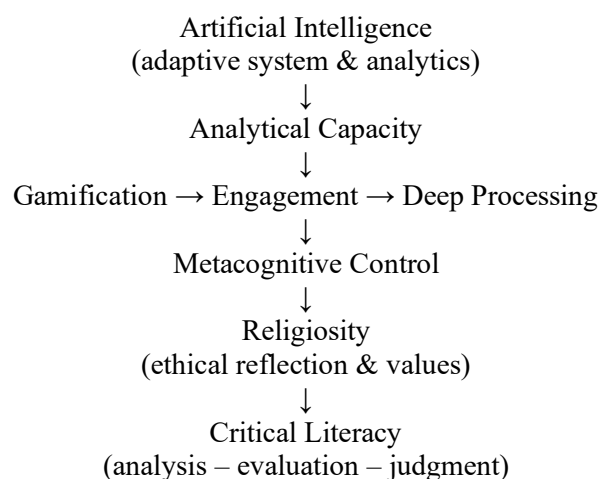 Artificial Intelligence
(adaptive system & analytics)
↓
Analytical Capacity
↓
Gamification → Engagement → Deep Processing
↓
Metacognitive Control
↓
Religiosity
(ethical reflection & values)
↓
Critical Literacy
(analysis – evaluation – judgment)